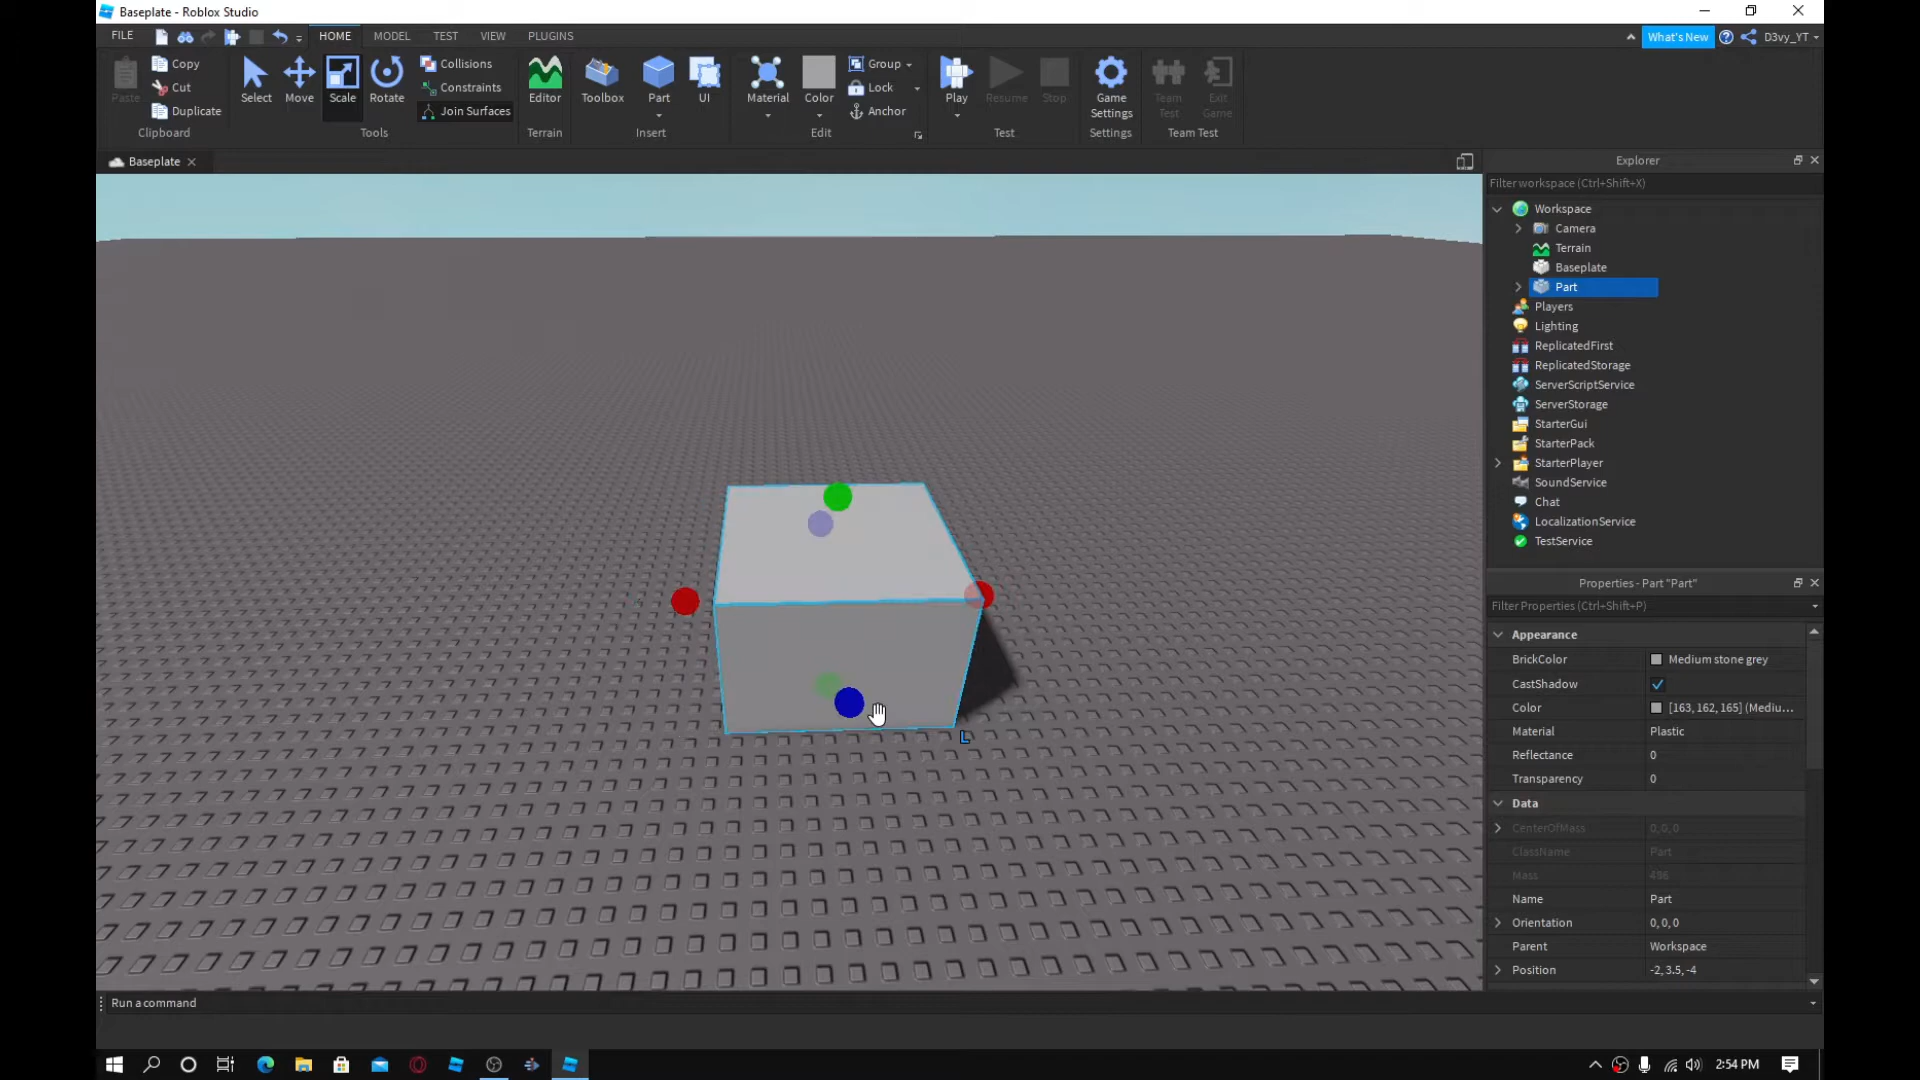 Baseplate - Roblox Studio
FILE HOME MODEL TEST VIEW PLUGINS What's New D3vy_YT
Paste Copy Cut Duplicate Clipboard
Select Move Scale Rotate Collisions Constraints Join Surfaces Tools
Editor Terrain
Toolbox Part UI Insert
Material Color Group Lock Anchor Edit
Play Resume Stop Test
Game Settings Settings
Team Test Exit Game Team Test
Baseplate
Explorer
Filter workspace (Ctrl+Shift+X)
Workspace
Camera
Terrain
Baseplate
Part
Players
Lighting
ReplicatedFirst
ReplicatedStorage
ServerScriptService
ServerStorage
StarterGui
StarterPack
StarterPlayer
SoundService
Chat
LocalizationService
TestService
L
Properties - Part "Part"
Filter Properties (Ctrl+Shift+P)
Appearance
BrickColor Medium stone grey
CastShadow
Color [163, 162, 165] (Mediu...
Material Plastic
Reflectance 0
Transparency 0
Data
CenterOfMass 0, 0, 0
ClassName Part
Mass
Name Part
Orientation 0, 0, 0
Parent Workspace
Position -2, 3.5, -4
Run a command
2:54 PM